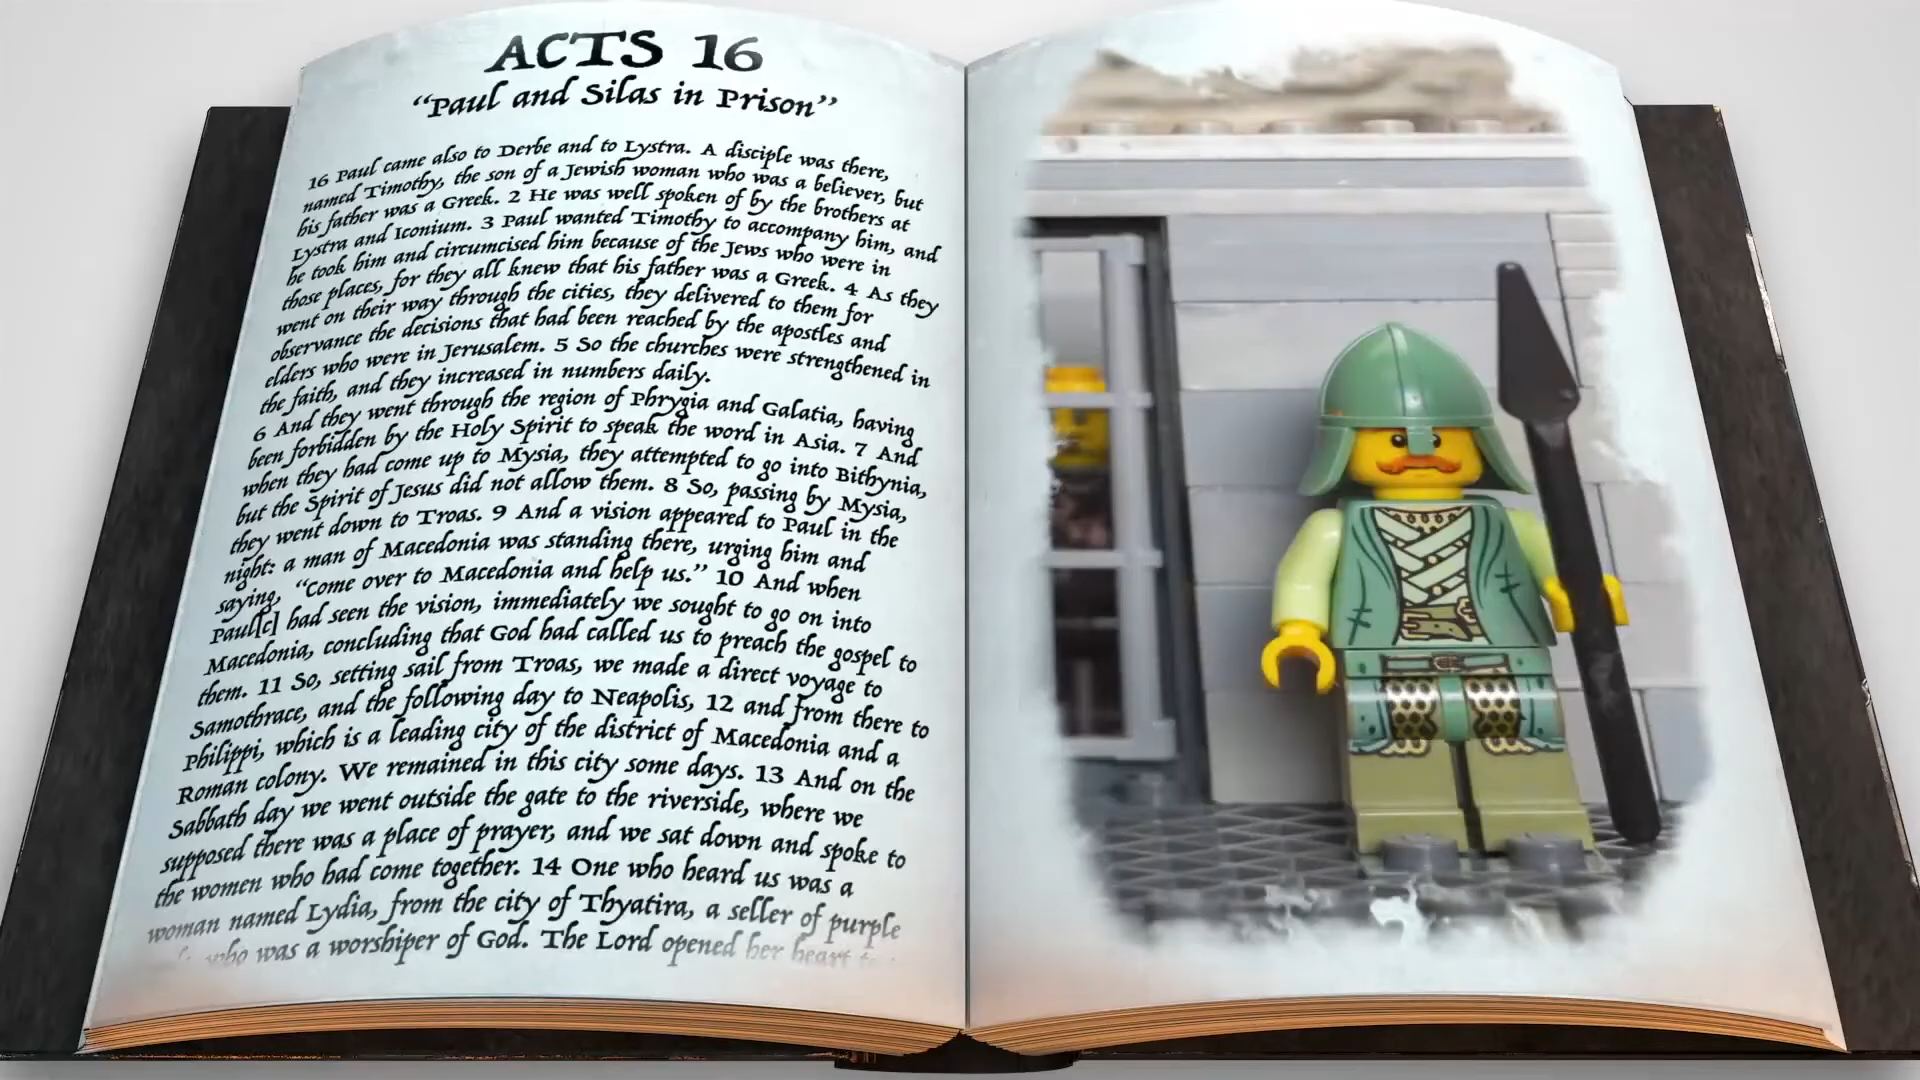 ACTS 16
“Paul and Silas in Prison”
16 Paul came also to Derbe and to Lystra. A disciple was there,
named Timothy, the son of a Jewish woman who was a believer, but
his father was a Greek. 2 He was well spoken of by the brothers at
Lystra and Iconium. 3 Paul wanted Timothy to accompany him, and
he took him and circumcised him because of the Jews who were in
those places, for they all knew that his father was a Greek. 4 As they
went on their way through the cities, they delivered to them for
observance the decisions that had been reached by the apostles and
elders who were in Jerusalem. 5 So the churches were strengthened in
the faith, and they increased in numbers daily.
6 And they went through the region of Phrygia and Galatia, having
been forbidden by the Holy Spirit to speak the word in Asia. 7 And
when they had come up to Mysia, they attempted to go into Bithynia,
but the Spirit of Jesus did not allow them. 8 So, passing by Mysia,
they went down to Troas. 9 And a vision appeared to Paul in the
night: a man of Macedonia was standing there, urging him and
saying, “Come over to Macedonia and help us.” 10 And when
Paul[c] had seen the vision, immediately we sought to go on into
Macedonia, concluding that God had called us to preach the gospel to
them. 11 So, setting sail from Troas, we made a direct voyage to
Samothrace, and the following day to Neapolis, 12 and from there to
Philippi, which is a leading city of the district of Macedonia and a
Roman colony. We remained in this city some days. 13 And on the
Sabbath day we went outside the gate to the riverside, where we
supposed there was a place of prayer, and we sat down and spoke to
the women who had come together. 14 One who heard us was a
woman named Lydia, from the city of Thyatira, a seller of purple
who was a worshiper of God. The Lord opened her heart